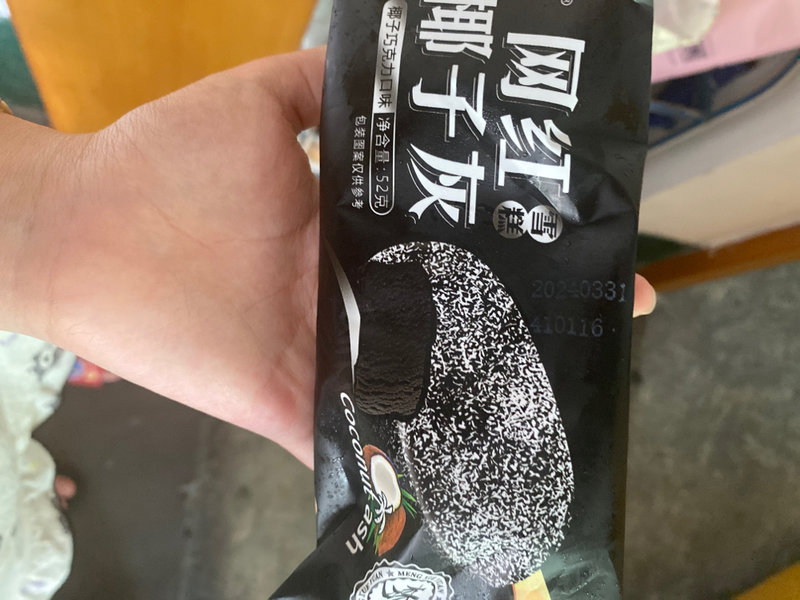 ®
网红
椰子灰
雪糕
椰子巧克力口味
净含量:52克
包装图案仅供参考
20240331
410116
Coconut ash
MENG